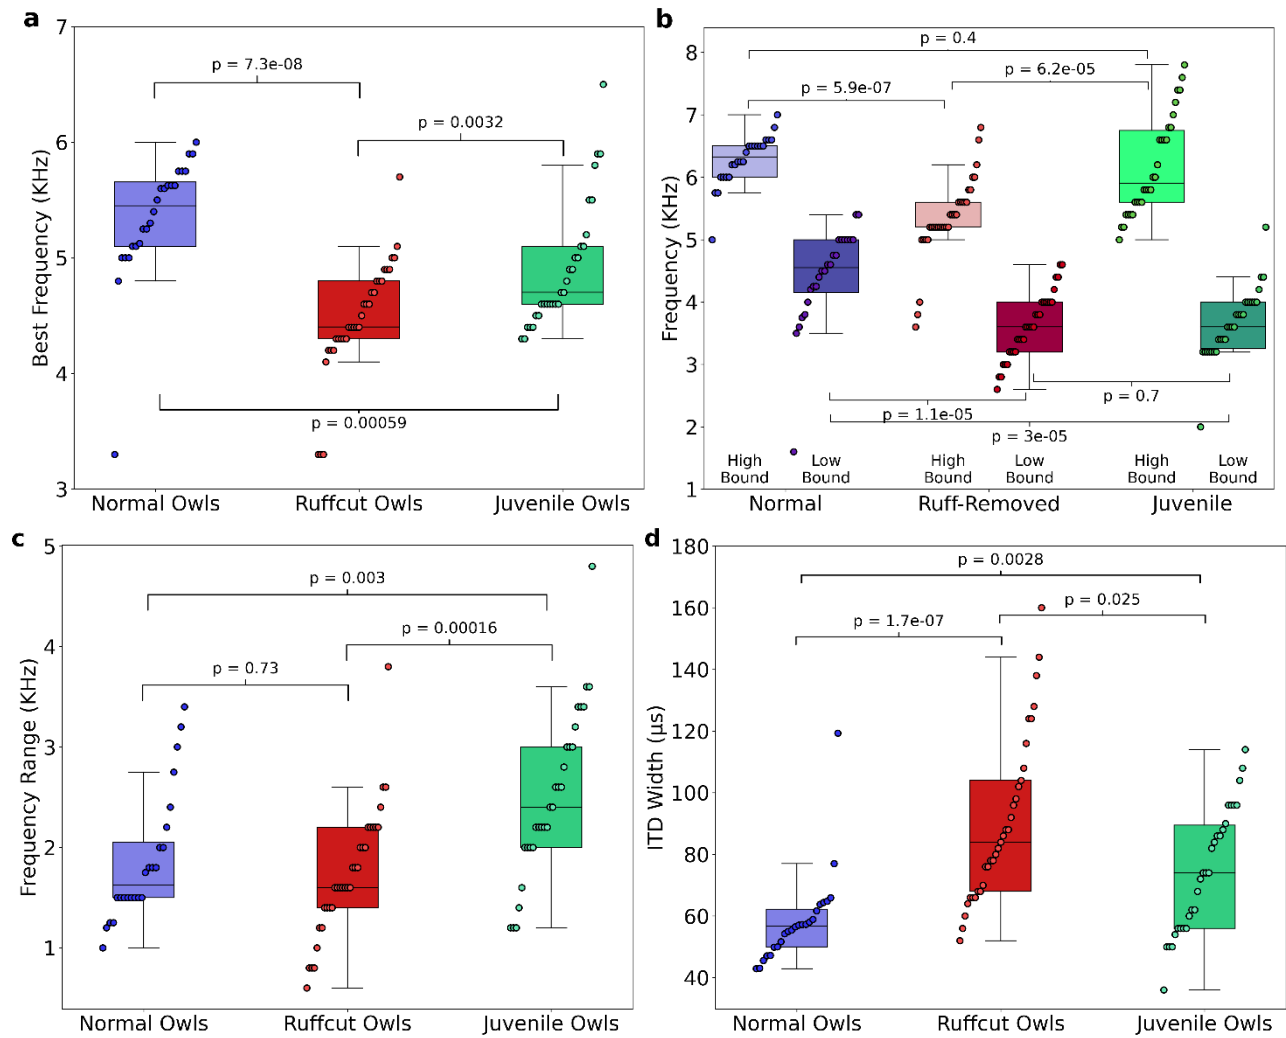 a
7
6
5
4
3
Best Frequency (KHz)
p = 7.3e-08
p = 0.0032
p = 0.00059
Normal Owls
Ruffcut Owls
Juvenile Owls
b
8
7
6
5
4
3
2
1
Frequency (KHz)
p = 0.4
p = 6.2e-05
p = 5.9e-07
p = 0.7
p = 1.1e-05
p = 3e-05
High
Bound
Low
Bound
High
Bound
Low
Bound
High
Bound
Low
Bound
Normal
Ruff-Removed
Juvenile
c
5
4
3
2
1
Frequency Range (KHz)
p = 0.003
p = 0.00016
p = 0.73
Normal Owls
Ruffcut Owls
Juvenile Owls
d
180
160
140
120
100
80
60
40
ITD Width (μs)
p = 0.0028
p = 0.025
p = 1.7e-07
Normal Owls
Ruffcut Owls
Juvenile Owls